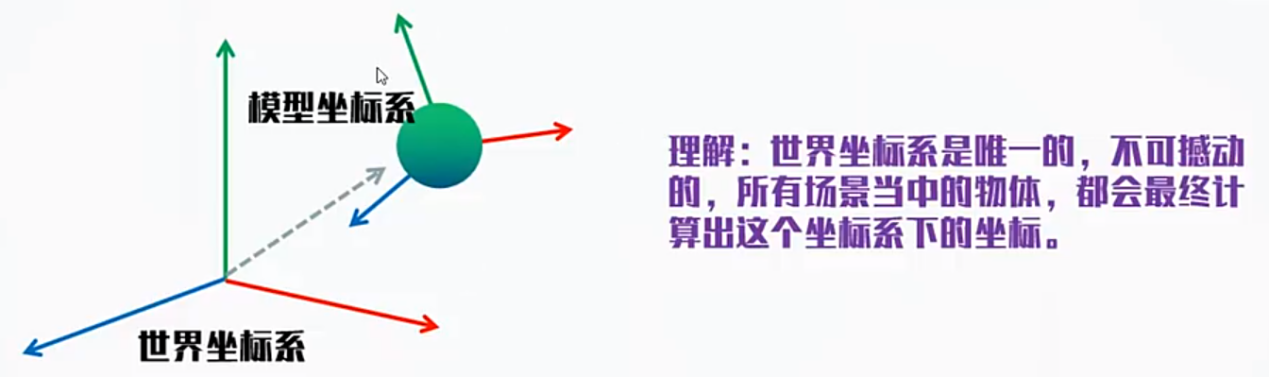 模型坐标系
世界坐标系
理解：世界坐标系是唯一的，不可撼动
的，所有场景当中的物体，都会最终计
算出这个坐标系下的坐标。